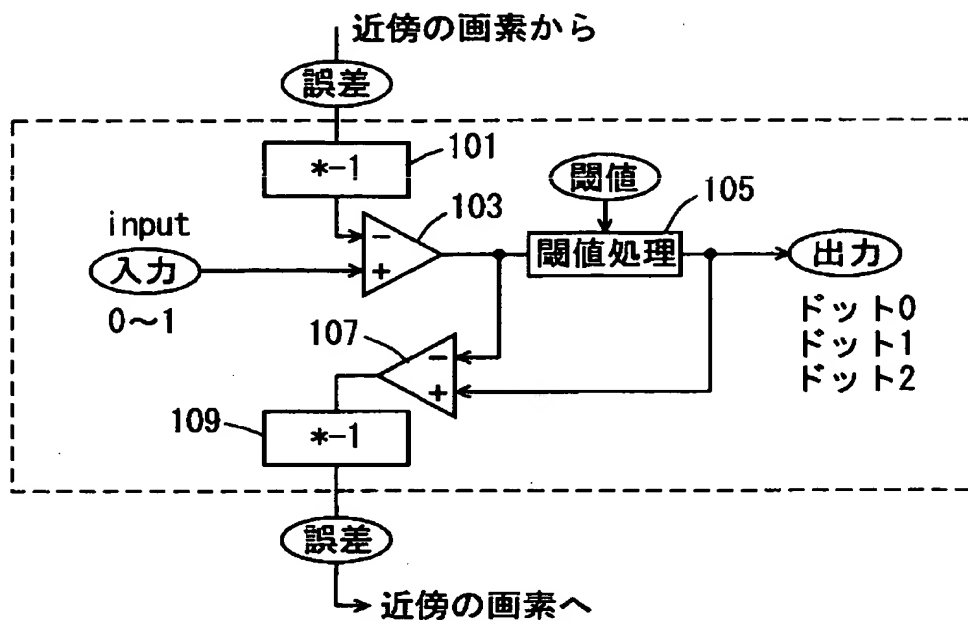 近傍の画素から
誤差
*-1
101
閾値
105
103
input
入力
0〜1
-
+
閾値処理
出力
ドット0
ドット1
ドット2
107
-
+
109
*-1
誤差
近傍の画素へ